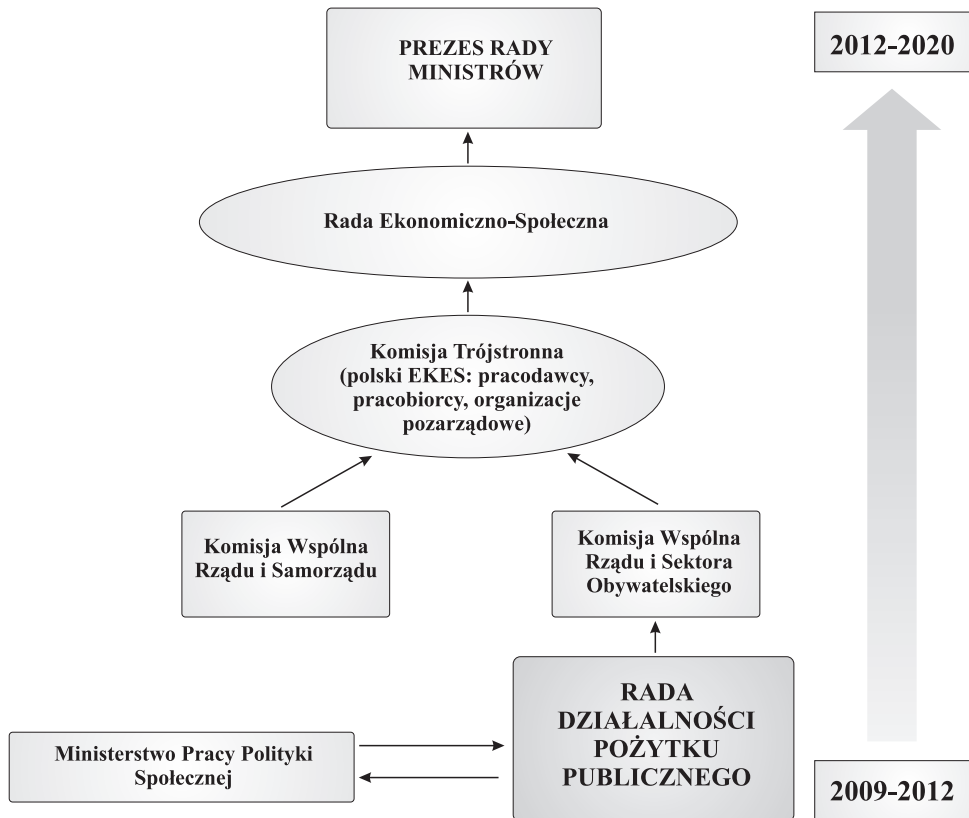 PREZES RADY
MINISTRÓW
2012-2020
Rada Ekonomiczno-Społeczna
Komisja Trójstronna
(polski EKES: pracodawcy,
pracobiorcy, organizacje
pozarządowe)
Komisja Wspólna
Rządu i Samorządu
Komisja Wspólna
Rządu i Sektora
Obywatelskiego
RADA
DZIAŁALNOŚCI
POŻYTKU
PUBLICZNEGO
Ministerstwo Pracy Polityki
Społecznej
2009-2012